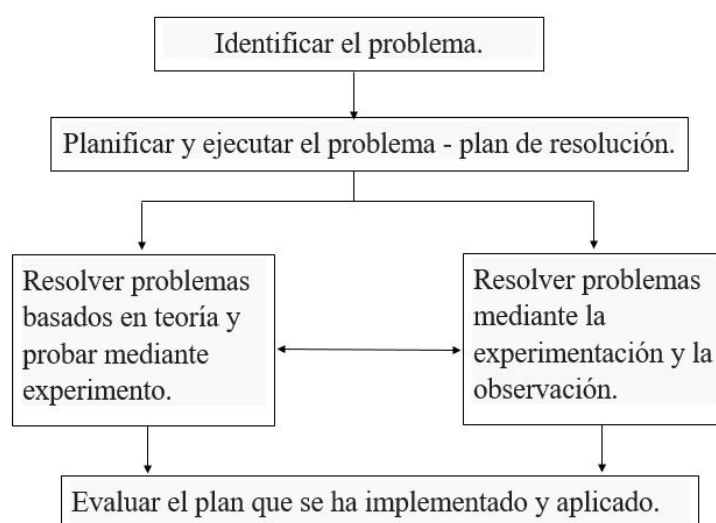 Identificar el problema.
Planificar y ejecutar el problema - plan de resolución.
Resolver problemas
basados en teoría y
probar mediante
experimento.
Resolver problemas
mediante la
experimentación y la
observación.
Evaluar el plan que se ha implementado y aplicado.